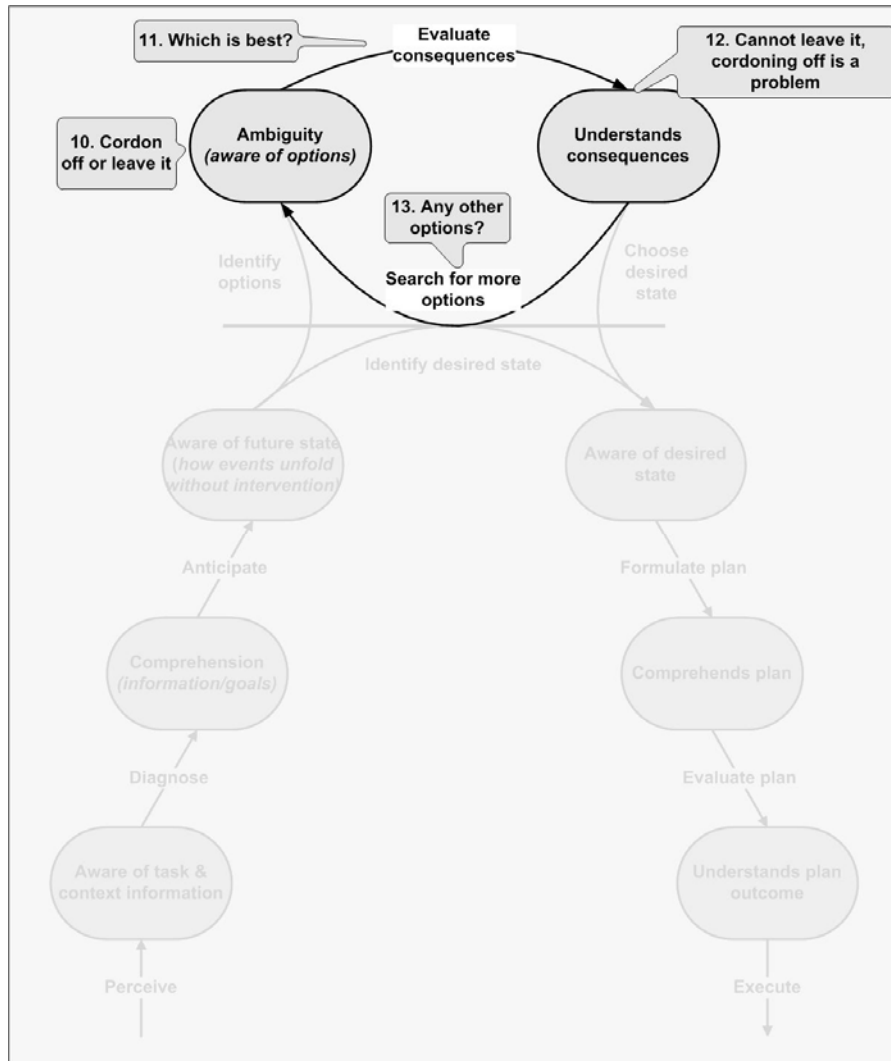 11. Which is best?
Evaluate
consequences
12. Cannot leave it,
cordoning off is a
problem
10. Cordon
off or leave it
Ambiguity
(aware of options)
Understands
consequences
13. Any other
options?
Identify
options
Search for more
options
Choose
desired
state
Identify desired state
Aware of future state
(how events unfold
without intervention)
Aware of desired
state
Anticipate
Formulate plan
Comprehension
(information/goals)
Comprehends plan
Diagnose
Evaluate plan
Aware of task &
context information
Understands plan
outcome
Perceive
Execute